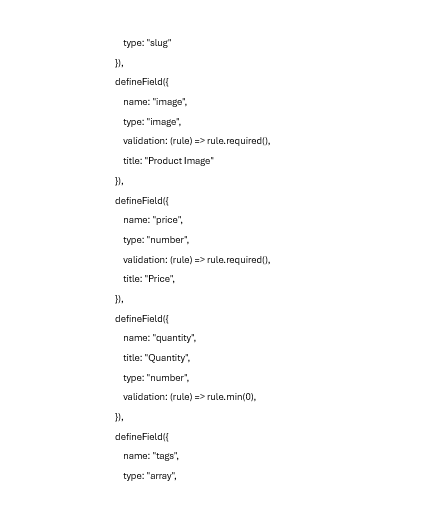 type: "slug"
}),
defineField({
name: "image",
type: "image",
validation: (rule) => rule.required(),
title: "Product Image"
}),
defineField({
name: "price",
type: "number",
validation: (rule) => rule.required(),
title: "Price",
}),
defineField({
name: "quantity",
title: "Quantity",
type: "number",
validation: (rule) => rule.min(0),
}),
defineField({
name: "tags",
type: "array",